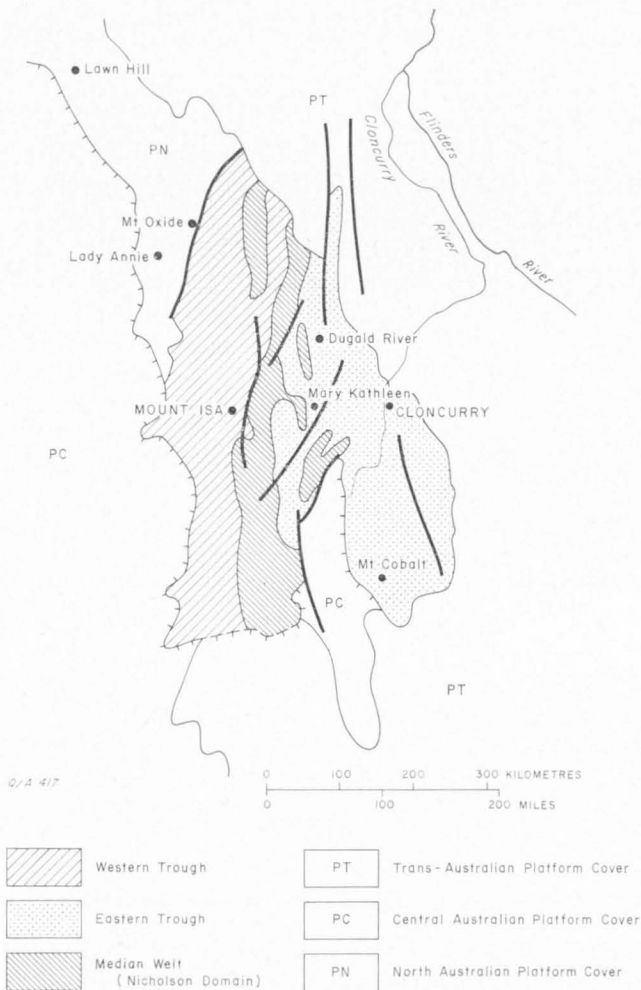 Lawn Hill
PT
Cloncurry
River
Flinders
River
PN
Mt Oxide
Lady Annie
Dugald River
Mary Kathleen
MOUNT ISA
CLONCURRY
PC
Mt Cobalt
PC
PT
Q/A 417
0 100 200 300 KILOMETRES
0 100 200 MILES
Western Trough
PT Trans-Australian Platform Cover
Eastern Trough
PC Central Australian Platform Cover
Median Welt
(Nicholson Domain)
PN North Australian Platform Cover